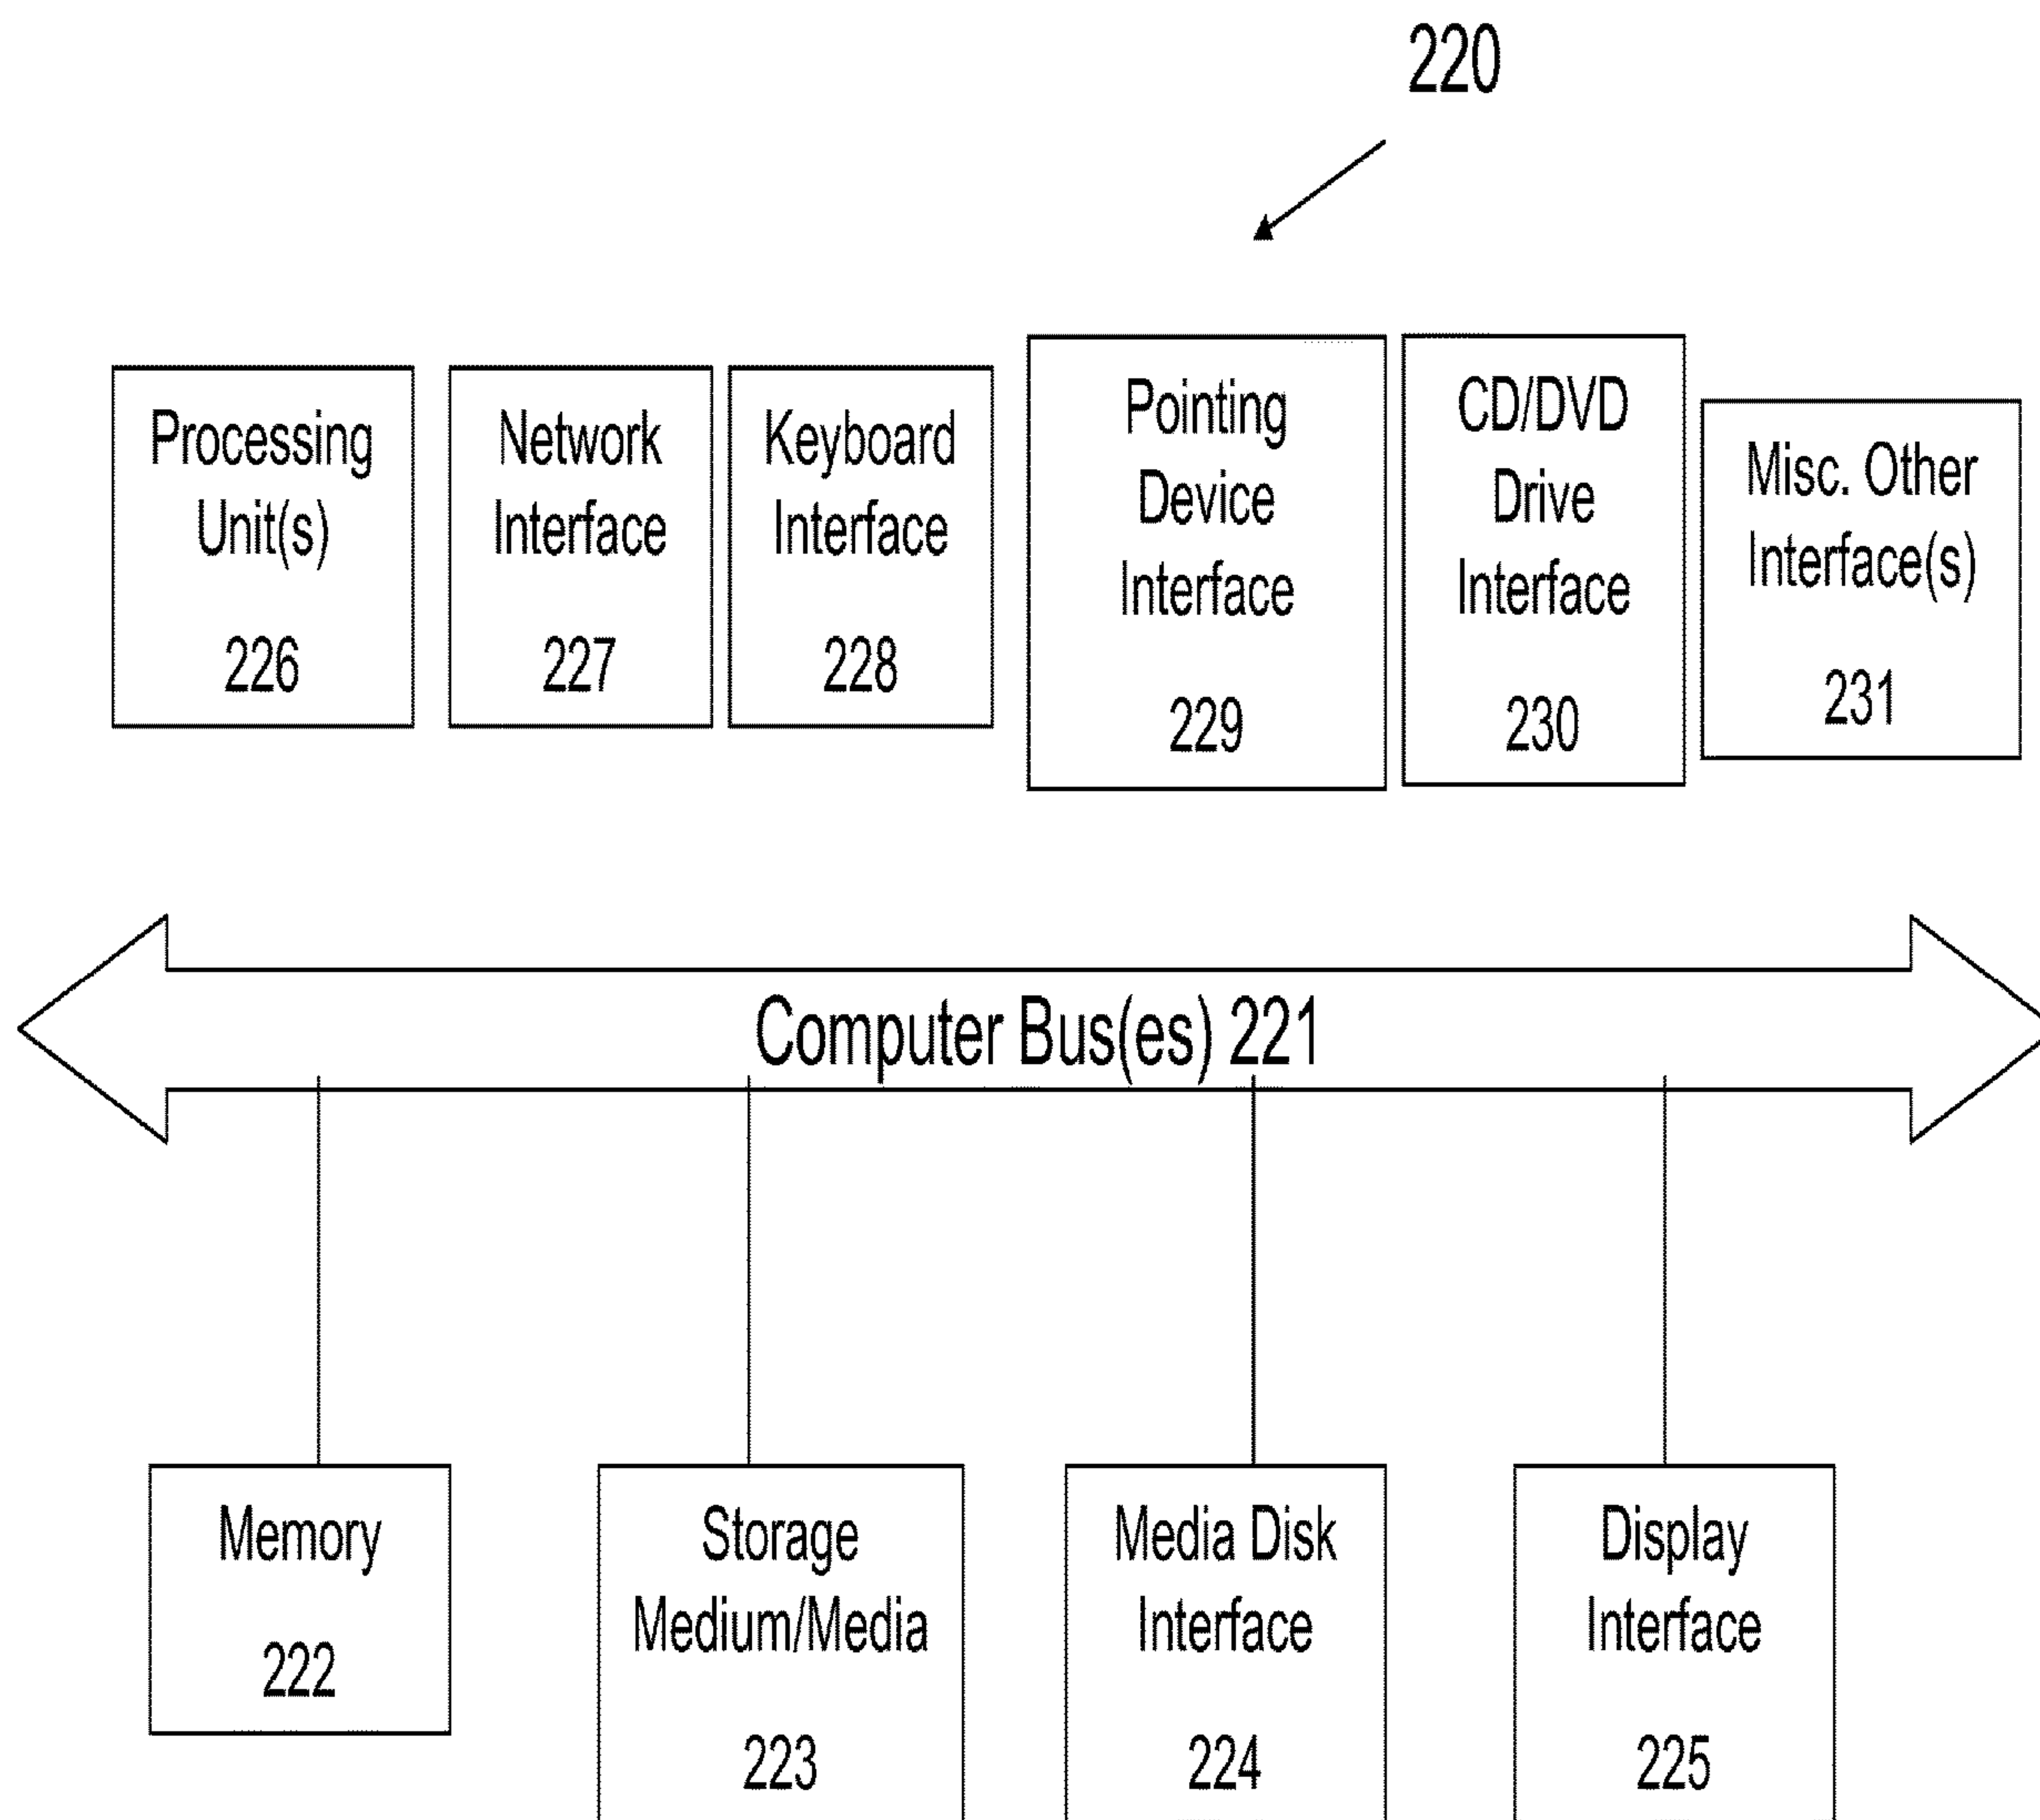 220
Processing
Unit(s)
226
Network
Interface
227
Keyboard
Interface
228
Pointing
Device
Interface
229
CD/DVD
Drive
Interface
230
Misc. Other
Interface(s)
231
Computer Bus(es) 221
Memory
222
Storage
Medium/Media
223
Media Disk
Interface
224
Display
Interface
225